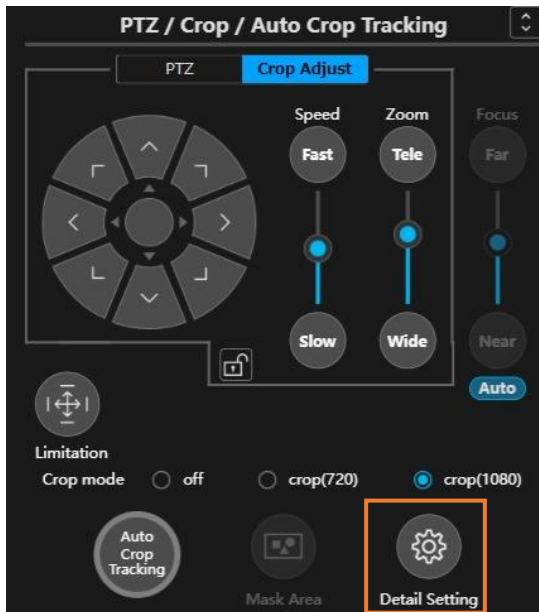 PTZ / Crop / Auto Crop Tracking
PTZ
Crop Adjust
Speed
Zoom
Focus
Fast
Tele
Far
Slow
Wide
Near
Auto
Limitation
Crop mode
off
crop(720)
crop(1080)
Auto
Crop
Tracking
Mask Area
Detail Setting